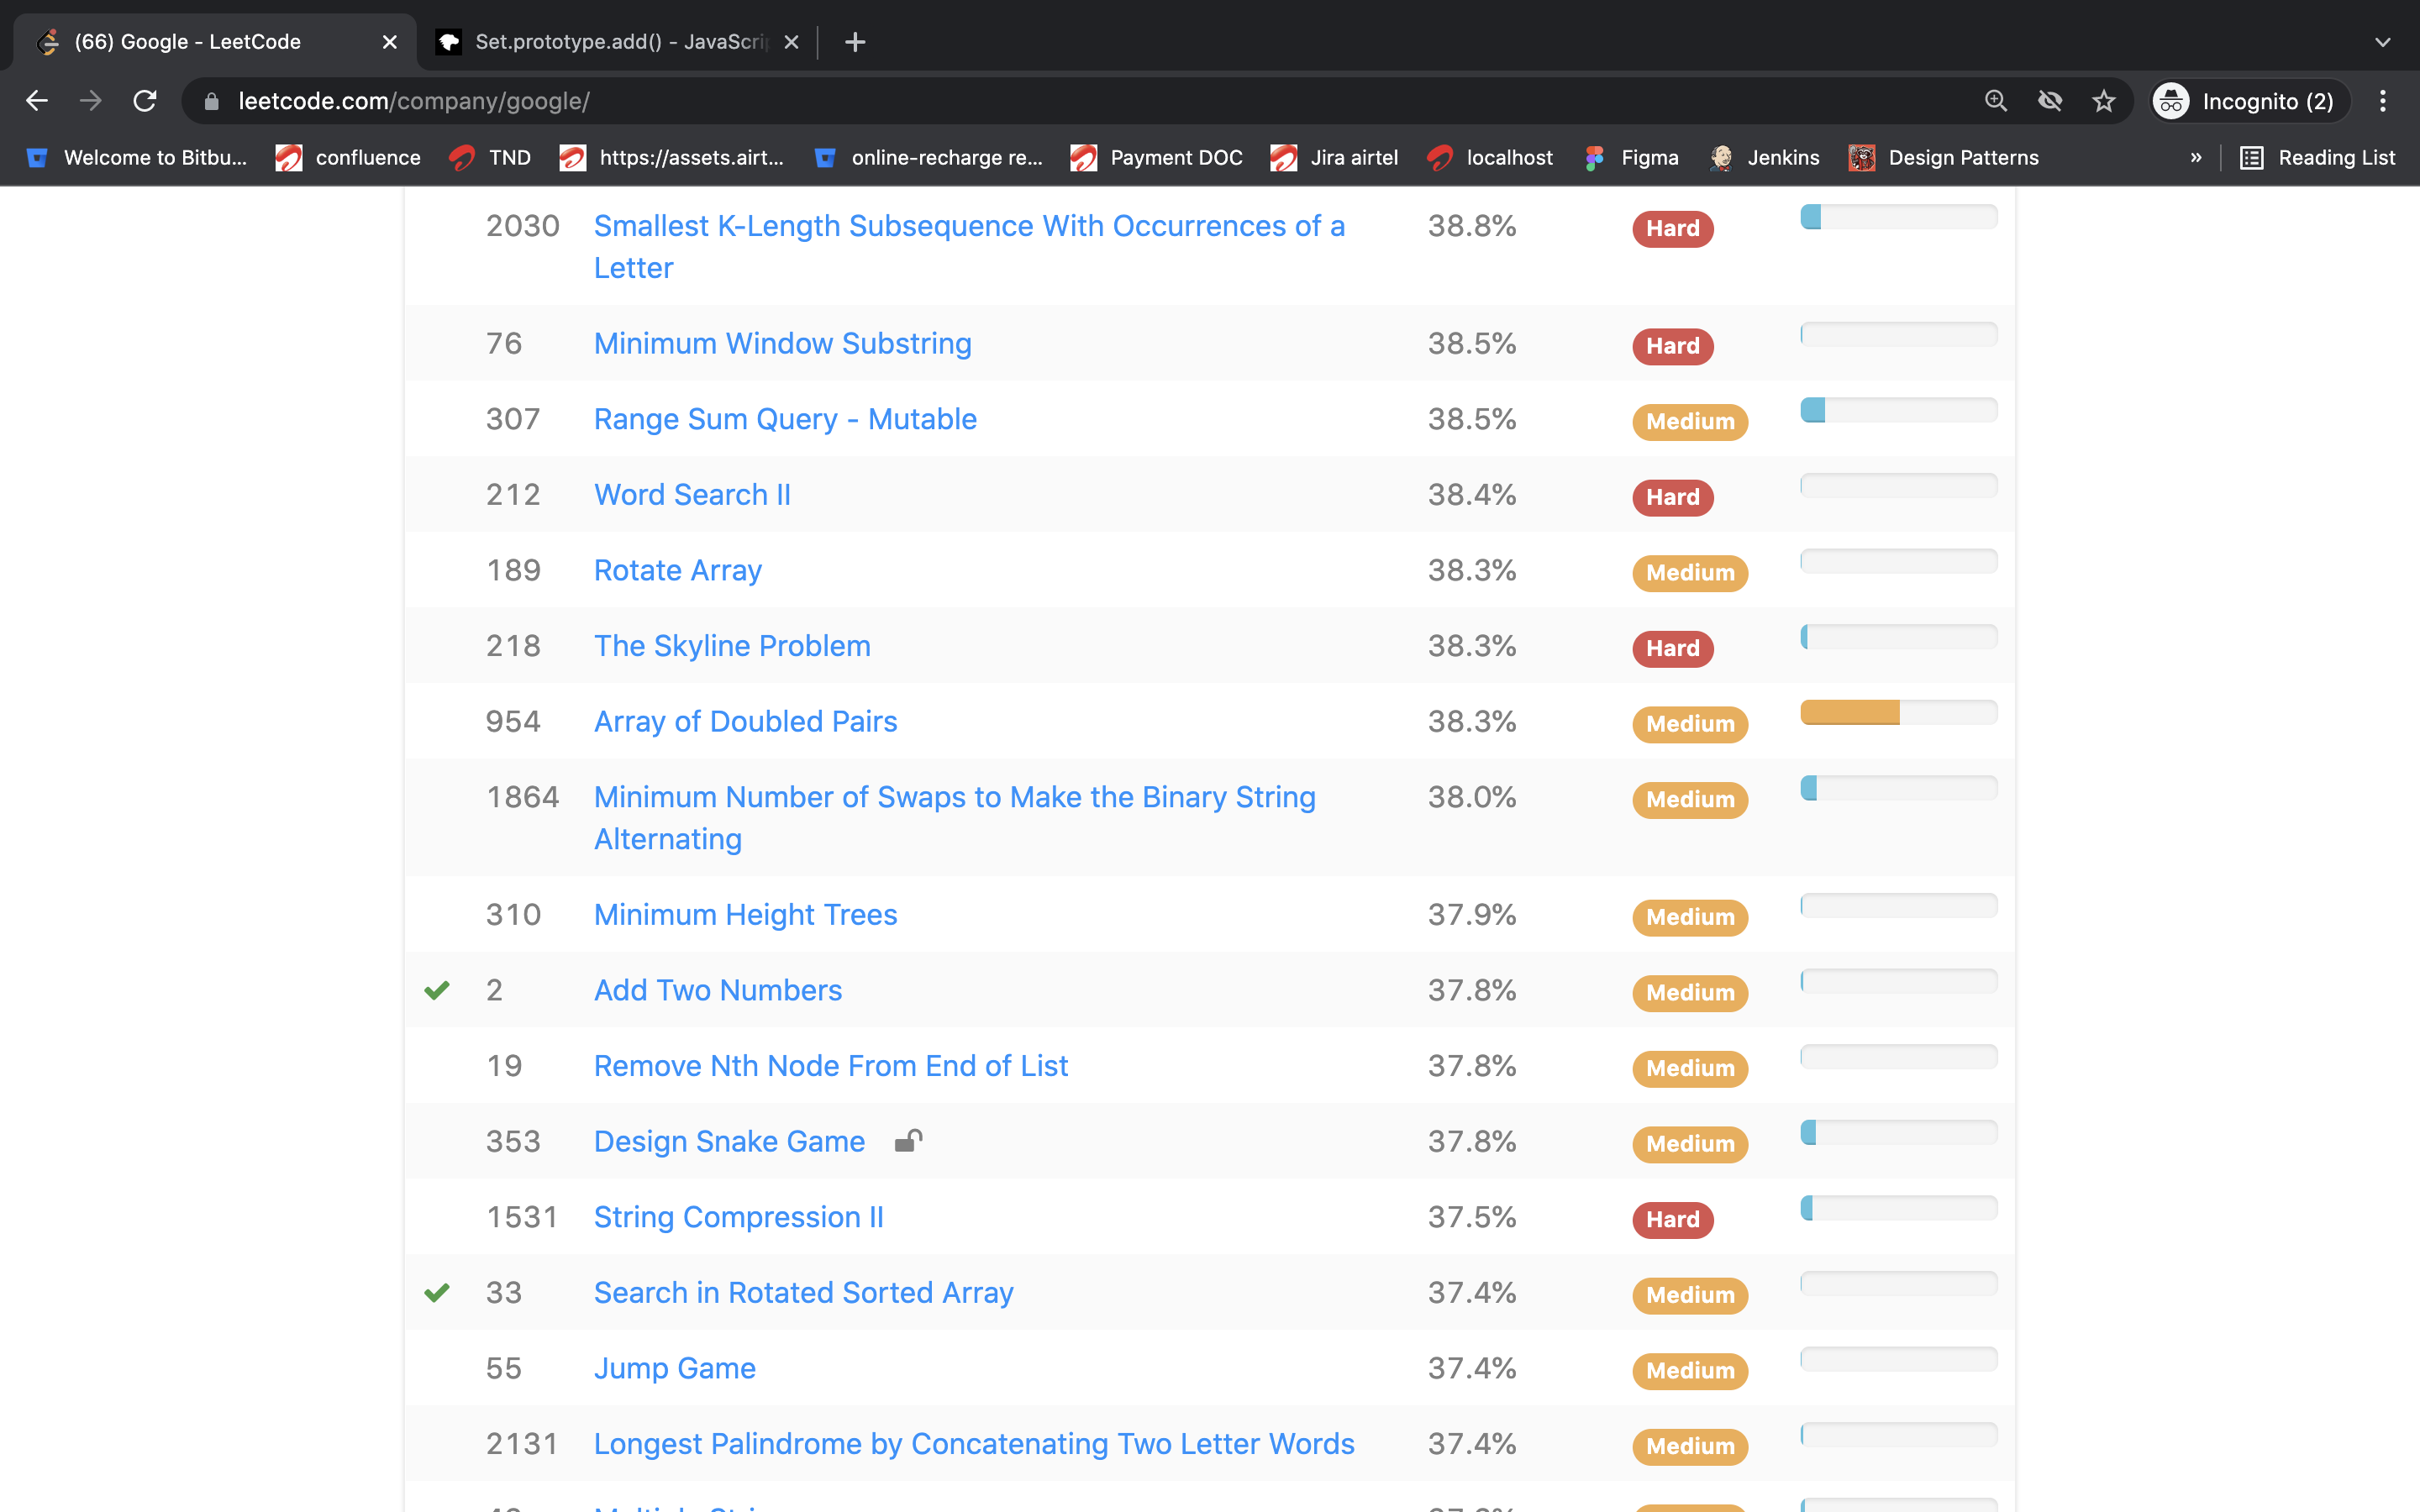 (66) Google - LeetCode
Set.prototype.add() - JavaScri
leetcode.com/company/google/
Incognito (2)
Welcome to Bitbu...
confluence
TND
https://assets.airt...
online-recharge re...
Payment DOC
Jira airtel
localhost
Figma
Jenkins
Design Patterns
»
Reading List
2030 Smallest K-Length Subsequence With Occurrences of a 38.8% Hard
Letter
76 Minimum Window Substring 38.5% Hard
307 Range Sum Query - Mutable 38.5% Medium
212 Word Search II 38.4% Hard
189 Rotate Array 38.3% Medium
218 The Skyline Problem 38.3% Hard
954 Array of Doubled Pairs 38.3% Medium
1864 Minimum Number of Swaps to Make the Binary String 38.0% Medium
Alternating
310 Minimum Height Trees 37.9% Medium
2 Add Two Numbers 37.8% Medium
19 Remove Nth Node From End of List 37.8% Medium
353 Design Snake Game 37.8% Medium
1531 String Compression II 37.5% Hard
33 Search in Rotated Sorted Array 37.4% Medium
55 Jump Game 37.4% Medium
2131 Longest Palindrome by Concatenating Two Letter Words 37.4% Medium